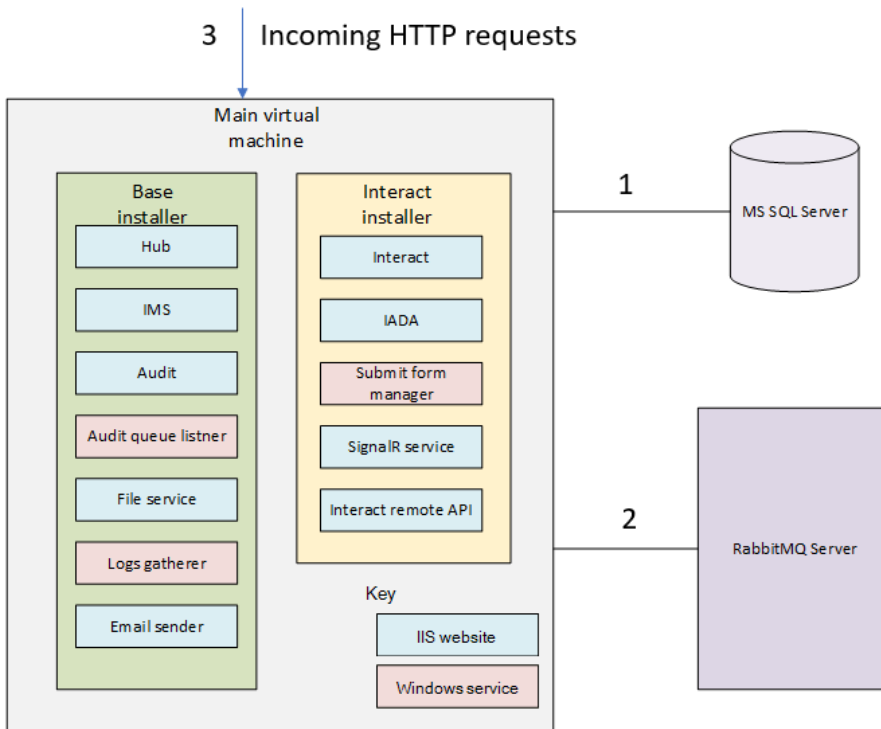 3 Incoming HTTP requests
Main virtual
machine
Base
installer
Hub
IMS
Audit
Audit queue listner
File service
Logs gatherer
Email sender
Interact
installer
Interact
IADA
Submit form
manager
SignalR service
Interact remote API
Key
IIS website
Windows service
1
MS SQL Server
2
RabbitMQ Server